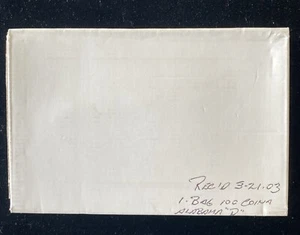 REC'D 3-21-03
1-BAG 100 COINS
ALABAMA "D"